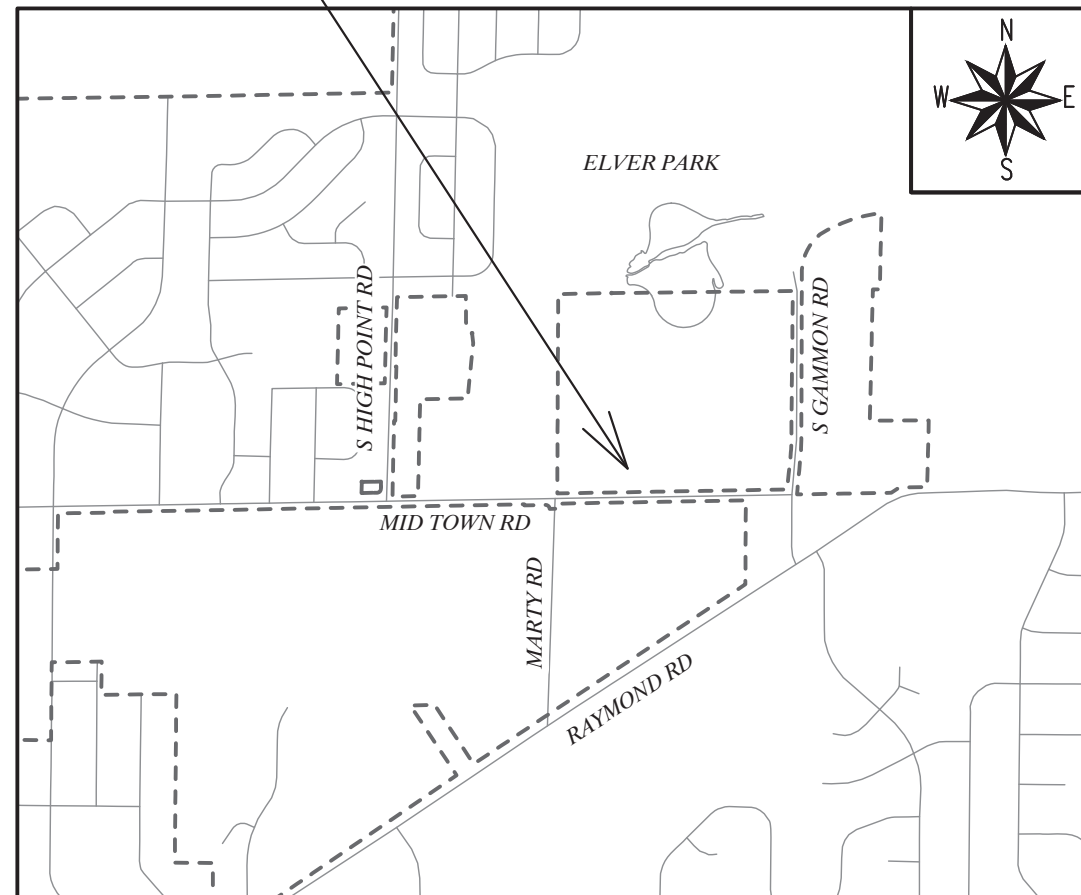 N
W E
S
ELVER PARK
S HIGH POINT RD
S GAMMON RD
MID TOWN RD
MARTY RD
RAYMOND RD